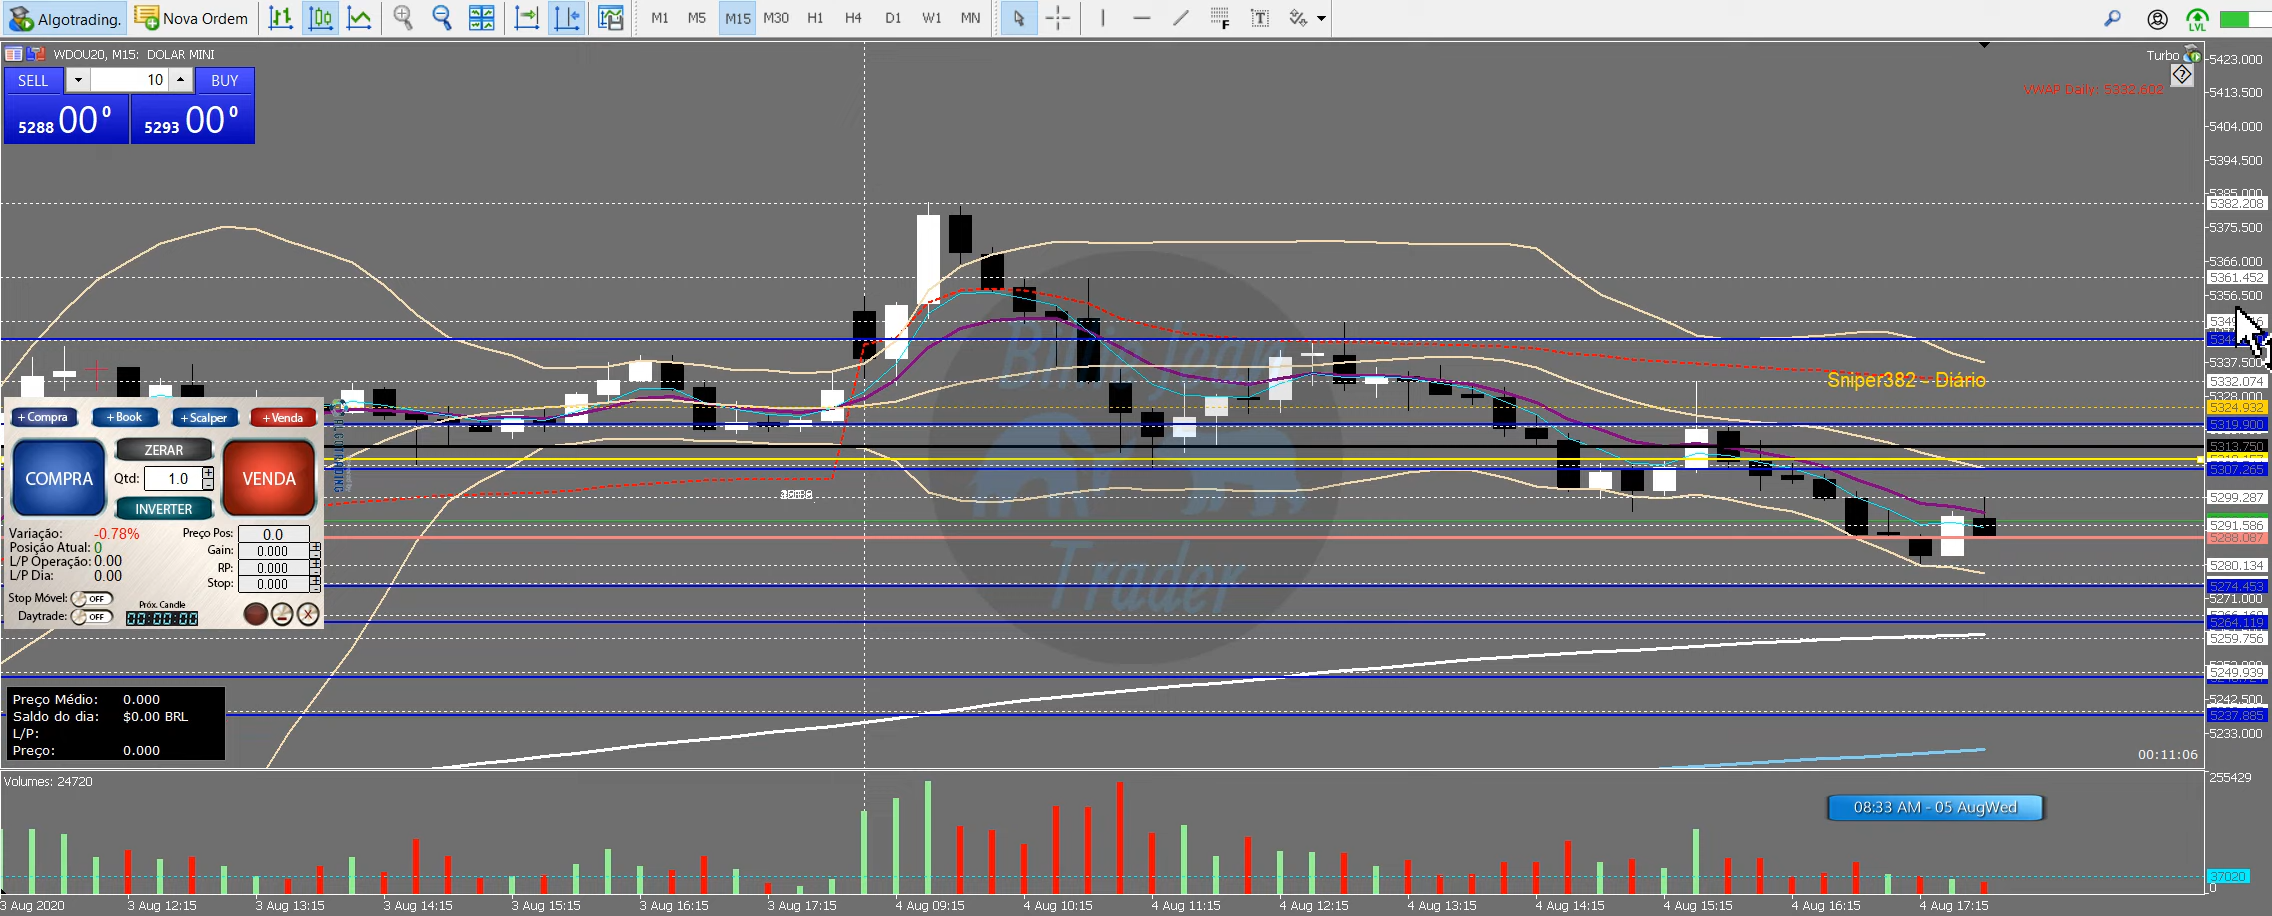 Algotrading. Nova Ordem M1 M5 M15 M30 H1 H4 D1 W1 MN
WDOU20, M15: DOLAR MINI
Turbo
SELL 10 BUY
5288 00 0 5293 00 0
VWAP Daily: 5332.602
5423.000
5413.500
5404.000
5394.500
5385.000
5382.208
5375.500
5366.000
5361.452
5356.500
5337.500
5332.074
5328.000
5324.932
5319.900
5313.750
5307.265
5299.287
5291.586
5288.087
5280.134
5274.453
5271.000
5264.119
5259.756
5249.939
5242.500
5237.885
5233.000
Sniper382 - Diário
Trader
+ Compra + Book + Scalper + Venda
COMPRA ZERAR VENDA
Qtd: 1.0
INVERTER
ALGOTRADING
Variação: -0.78% Preço Pos: 0.0
Posição Atual: 0 Gain: 0.000
L/P Operação: 0.00 RP: 0.000
L/P Dia: 0.00 Stop: 0.000
Stop Móvel: OFF Próx. Candle
Daytrade: OFF 00:00:00
Preço Médio: 0.000
Saldo do dia: $0.00 BRL
L/P:
Preço: 0.000
00:11:06
Volumes: 24720
255429
08:33 AM - 05 AugWed
37020
0
3 Aug 2020 3 Aug 12:15 3 Aug 13:15 3 Aug 14:15 3 Aug 15:15 3 Aug 16:15 3 Aug 17:15 4 Aug 09:15 4 Aug 10:15 4 Aug 11:15 4 Aug 12:15 4 Aug 13:15 4 Aug 14:15 4 Aug 15:15 4 Aug 16:15 4 Aug 17:15